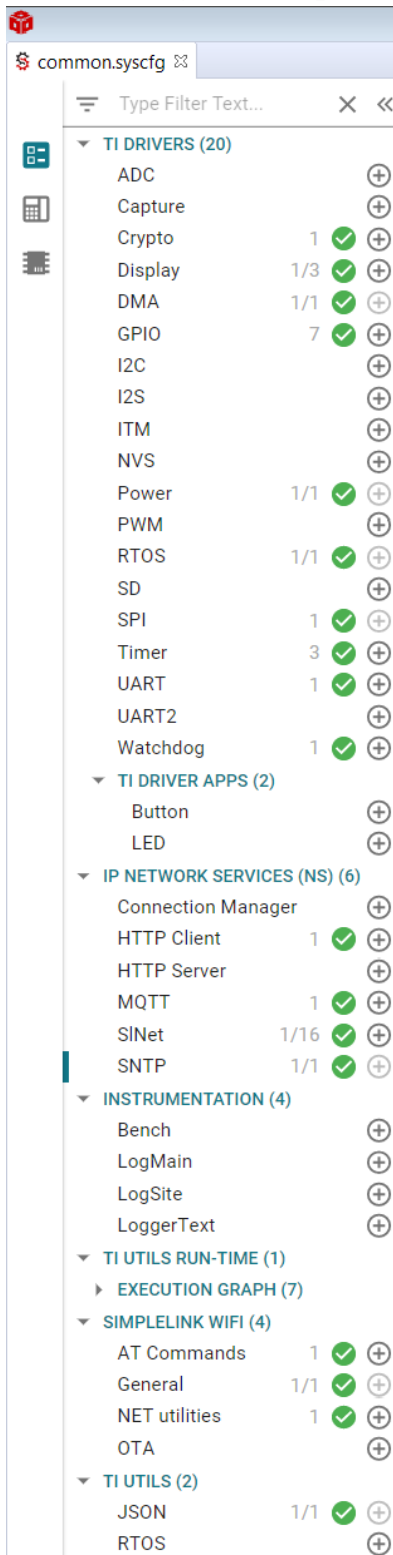 common.syscfg
Type Filter Text...
TI DRIVERS (20)
ADC
Capture
Crypto 1
Display 1/3
DMA 1/1
GPIO 7
I2C
I2S
ITM
NVS
Power 1/1
PWM
RTOS 1/1
SD
SPI 1
Timer 3
UART 1
UART2
Watchdog 1
TI DRIVER APPS (2)
Button
LED
IP NETWORK SERVICES (NS) (6)
Connection Manager
HTTP Client 1
HTTP Server
MQTT 1
SlNet 1/16
SNTP 1/1
INSTRUMENTATION (4)
Bench
LogMain
LogSite
LoggerText
TI UTILS RUN-TIME (1)
EXECUTION GRAPH (7)
SIMPLELINK WIFI (4)
AT Commands 1
General 1/1
NET utilities 1
OTA
TI UTILS (2)
JSON 1/1
RTOS